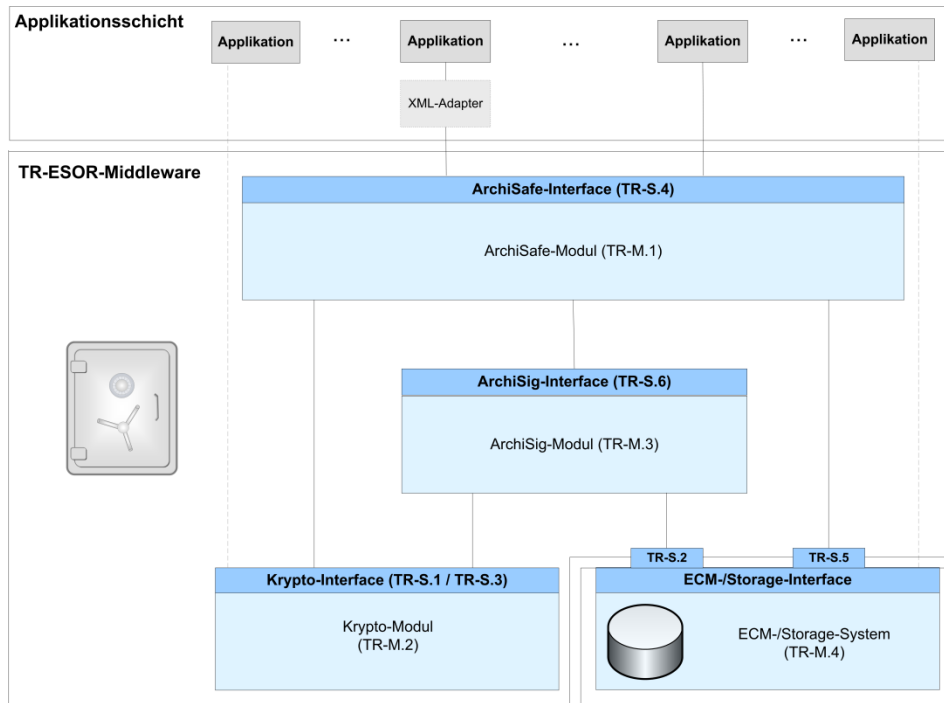 Applikationsschicht
Applikation
...
Applikation
...
Applikation
...
Applikation
XML-Adapter
TR-ESOR-Middleware
ArchiSafe-Interface (TR-S.4)
ArchiSafe-Modul (TR-M.1)
ArchiSig-Interface (TR-S.6)
ArchiSig-Modul (TR-M.3)
TR-S.2
TR-S.5
Krypto-Interface (TR-S.1 / TR-S.3)
Krypto-Modul
(TR-M.2)
ECM-/Storage-Interface
ECM-/Storage-System
(TR-M.4)